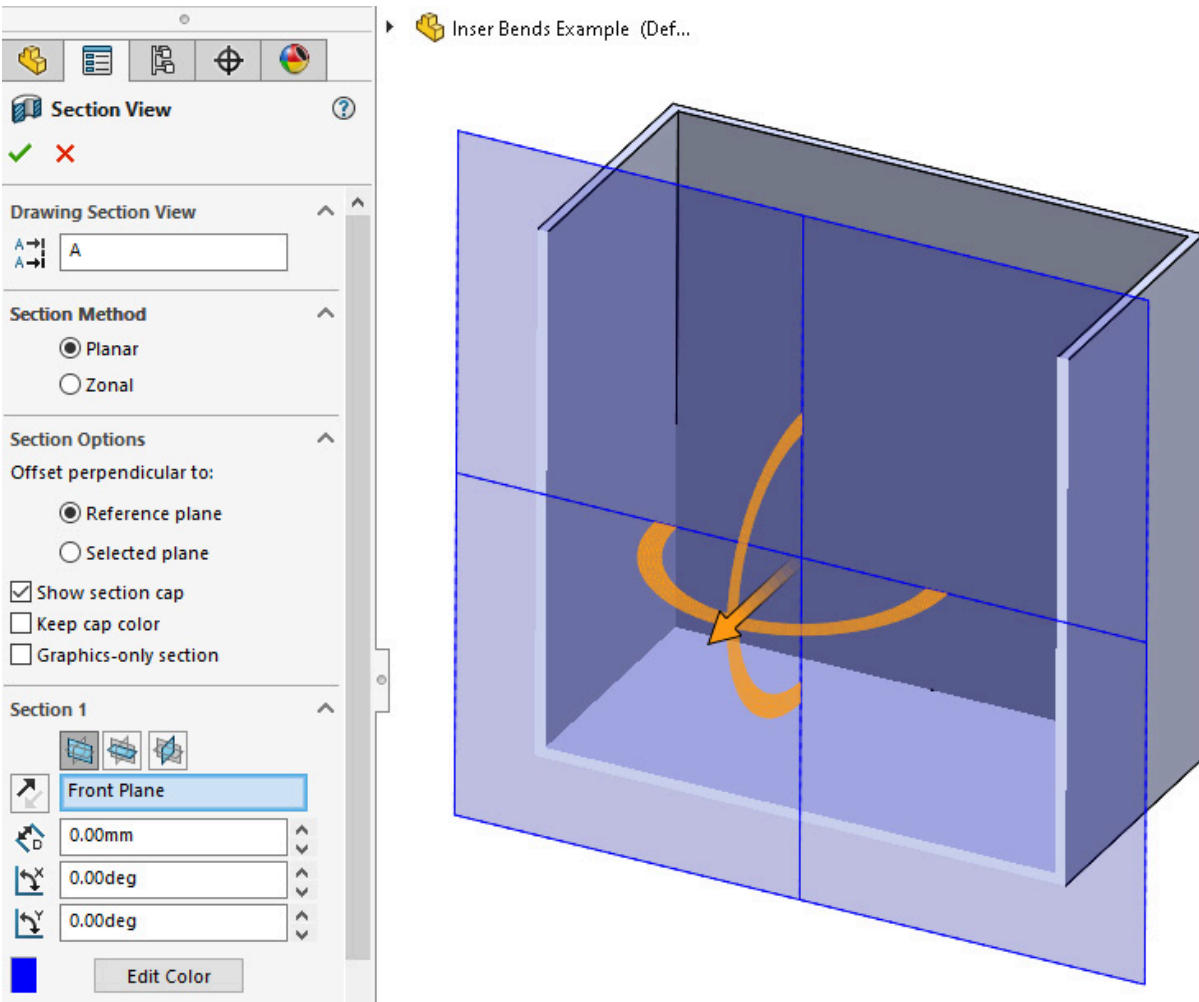 Inser Bends Example (Def...
Section View
Drawing Section View
A
Section Method
Planar
Zonal
Section Options
Offset perpendicular to:
Reference plane
Selected plane
Show section cap
Keep cap color
Graphics-only section
Section 1
Front Plane
0.00mm
0.00deg
0.00deg
Edit Color